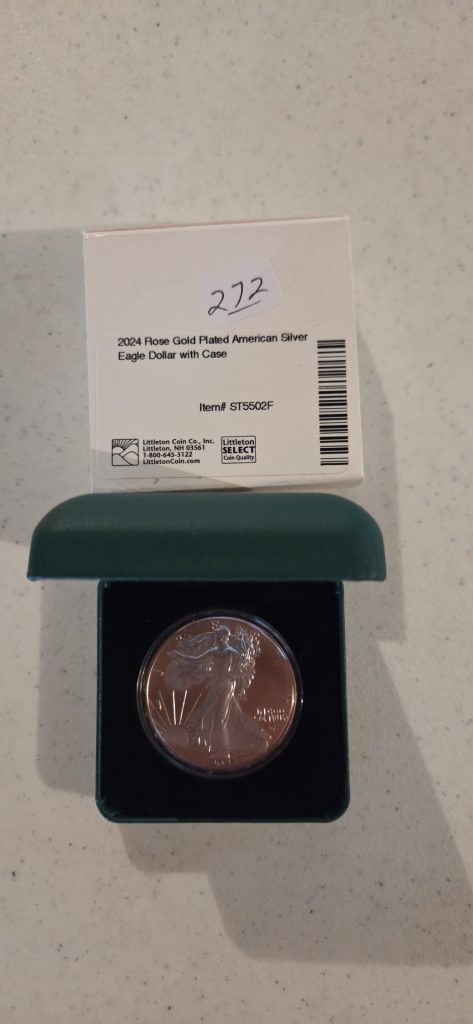 272
2024 Rose Gold Plated American Silver
Eagle Dollar with Case
Item# ST5502F
Littleton Coin Co., Inc.
Littleton, NH 03561
1-800-645-3122
LittletonCoin.com
Littleton
SELECT
Coin Quality